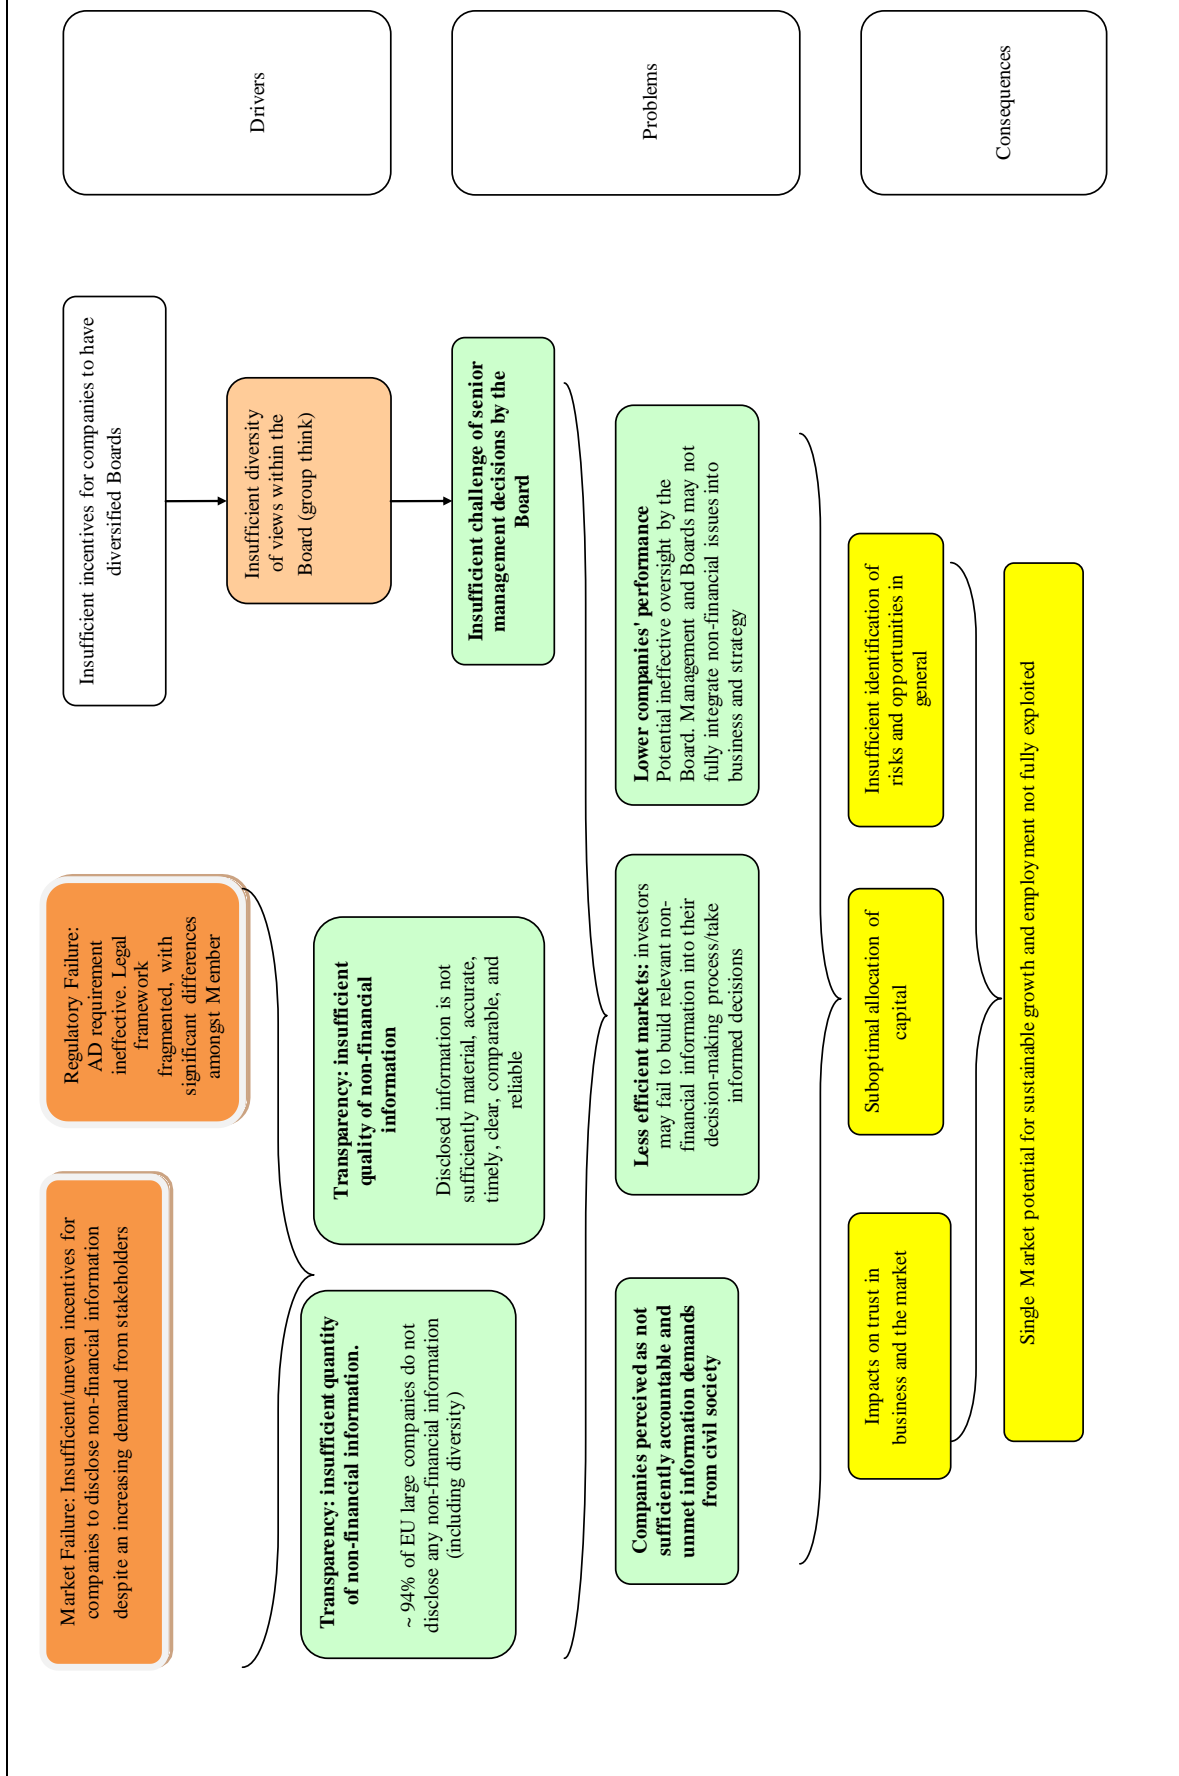 Market Failure: Insufficient/uneven incentives for
companies to disclose non-financial information
despite an increasing demand from stakeholders
Regulatory Failure:
AD requirement
ineffective. Legal
framework
fragmented, with
significant differences
amongst Member
Insufficient incentives for companies to have
diversified Boards
Drivers
Insufficient diversity
of views within the
Board (group think)
Transparency: insufficient quantity
of non-financial information.
~ 94% of EU large companies do not
disclose any non-financial information
(including diversity)
Transparency: insufficient
quality of non-financial
information
Disclosed information is not
sufficiently material, accurate,
timely, clear, comparable, and
reliable
Insufficient challenge of senior
management decisions by the
Board
Problems
Companies perceived as not
sufficiently accountable and
unmet information demands
from civil society
Less efficient markets: investors
may fail to build relevant non-
financial information into their
decision-making process/take
informed decisions
Lower companies' performance
Potential ineffective oversight by the
Board. Management and Boards may not
fully integrate non-financial issues into
business and strategy
Impacts on trust in
business and the market
Suboptimal allocation of
capital
Insufficient identification of
risks and opportunities in
general
Consequences
Single Market potential for sustainable growth and employment not fully exploited